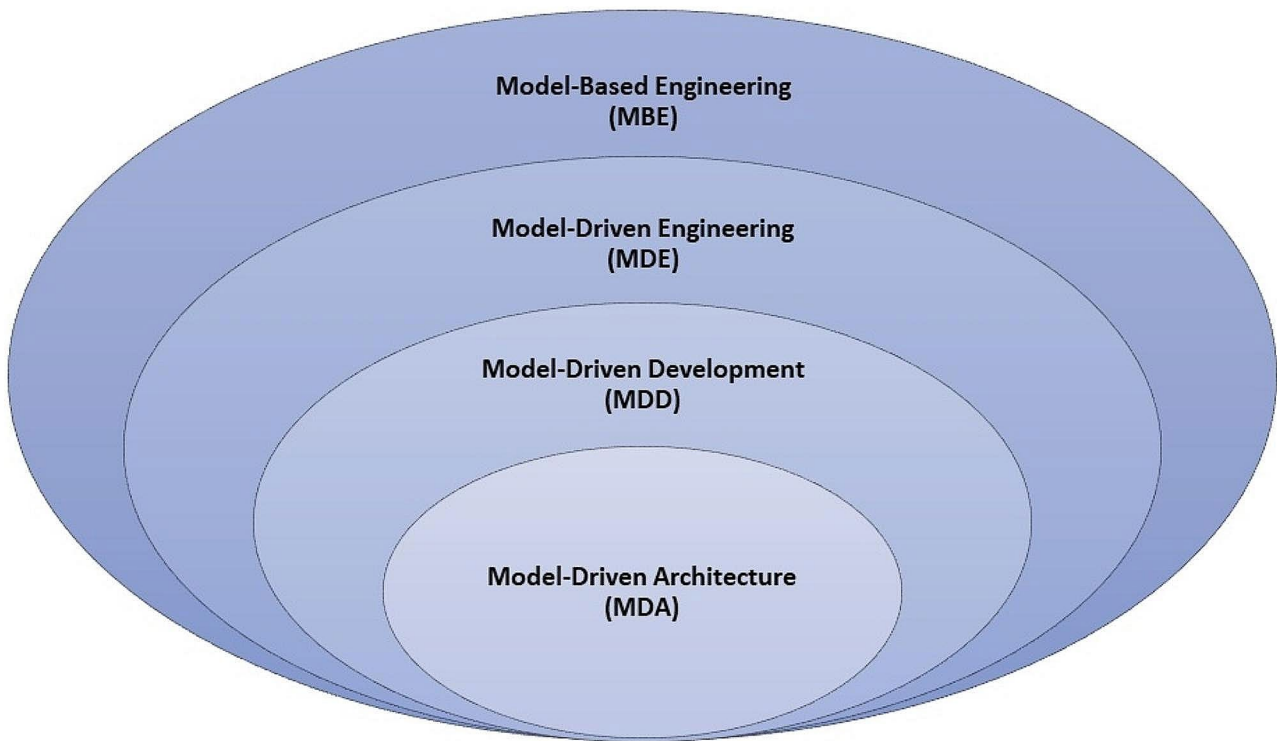 Model-Based Engineering
(MBE)
Model-Driven Engineering
(MDE)
Model-Driven Development
(MDD)
Model-Driven Architecture
(MDA)